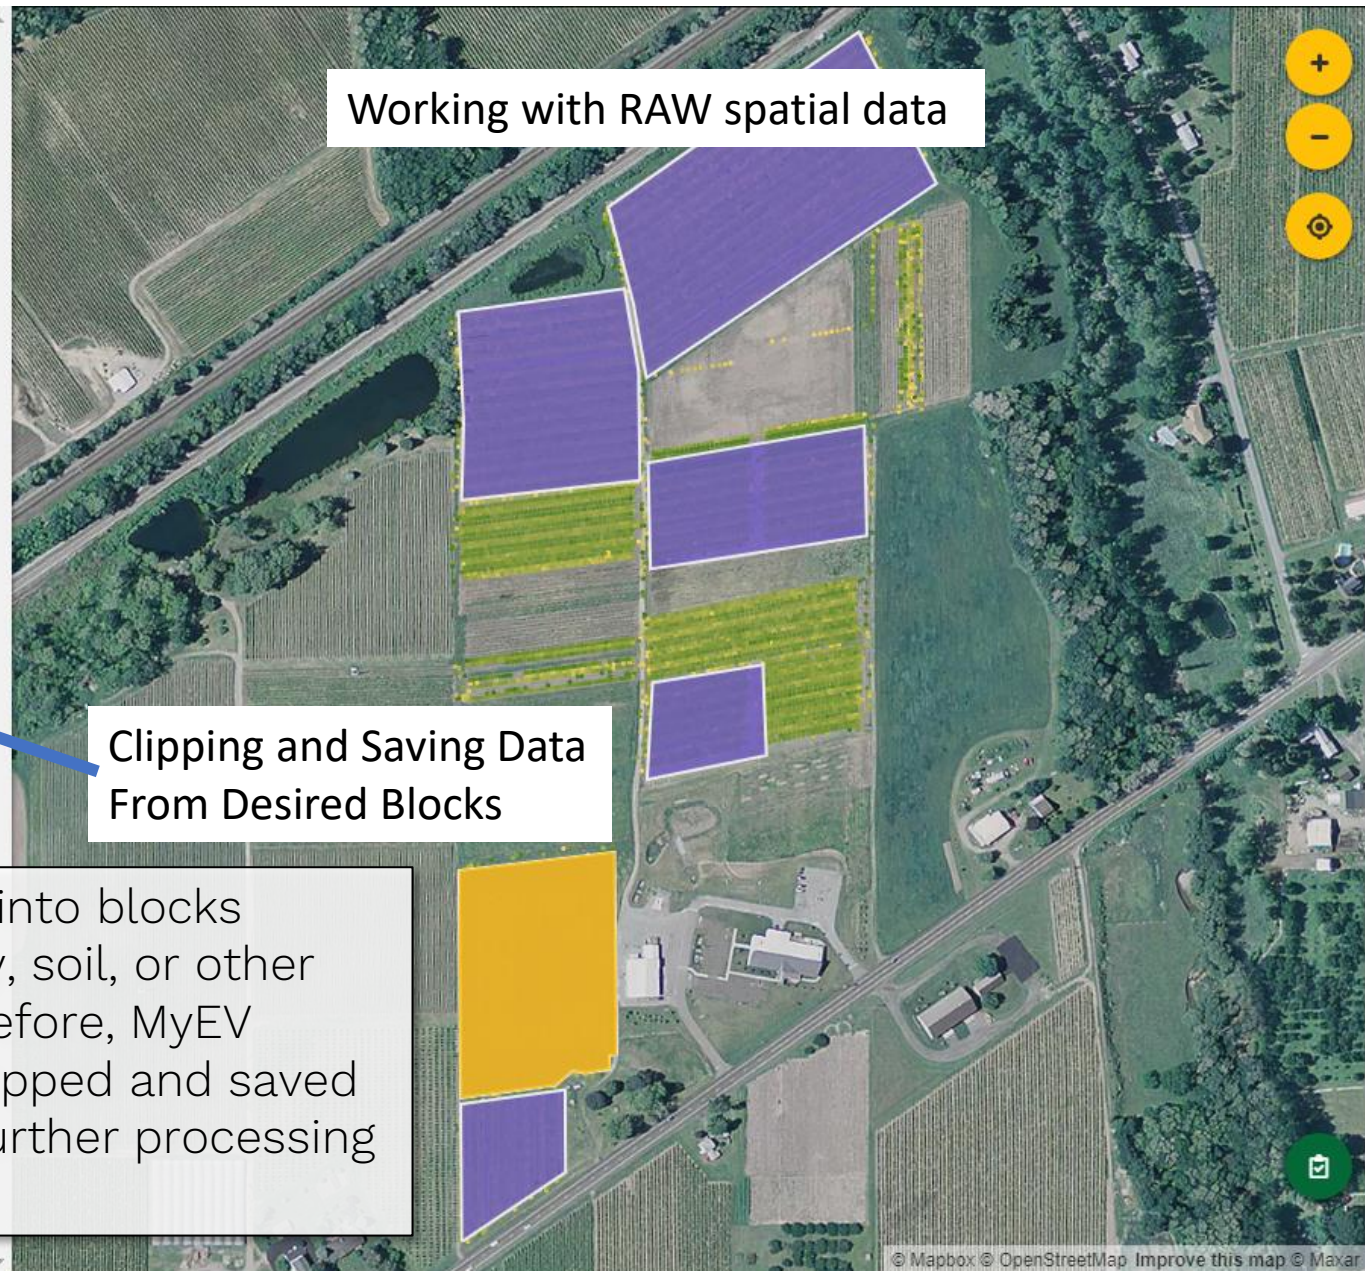 Working with RAW spatial data
+
−
Clipping and Saving Data
From Desired Blocks
into blocks
, soil, or other
efore, MyEV
pped and saved
urther processing
© Mapbox © OpenStreetMap Improve this map © Maxar